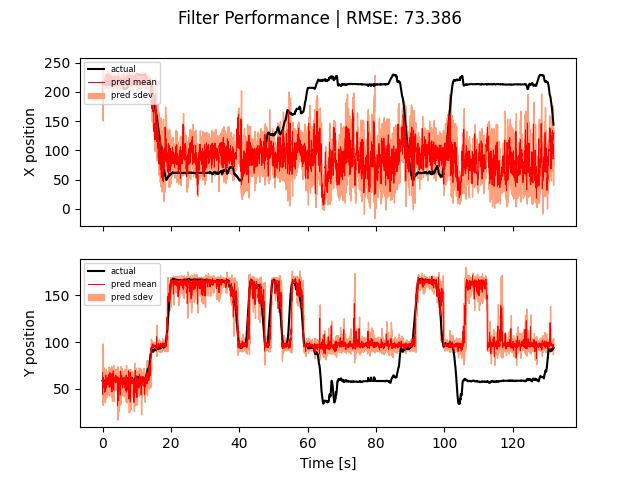 Filter Performance | RMSE: 73.386
250
200
150
100
50
0
X position
actual
pred mean
pred sdev
150
100
50
Y position
actual
pred mean
pred sdev
0 20 40 60 80 100 120
Time [s]